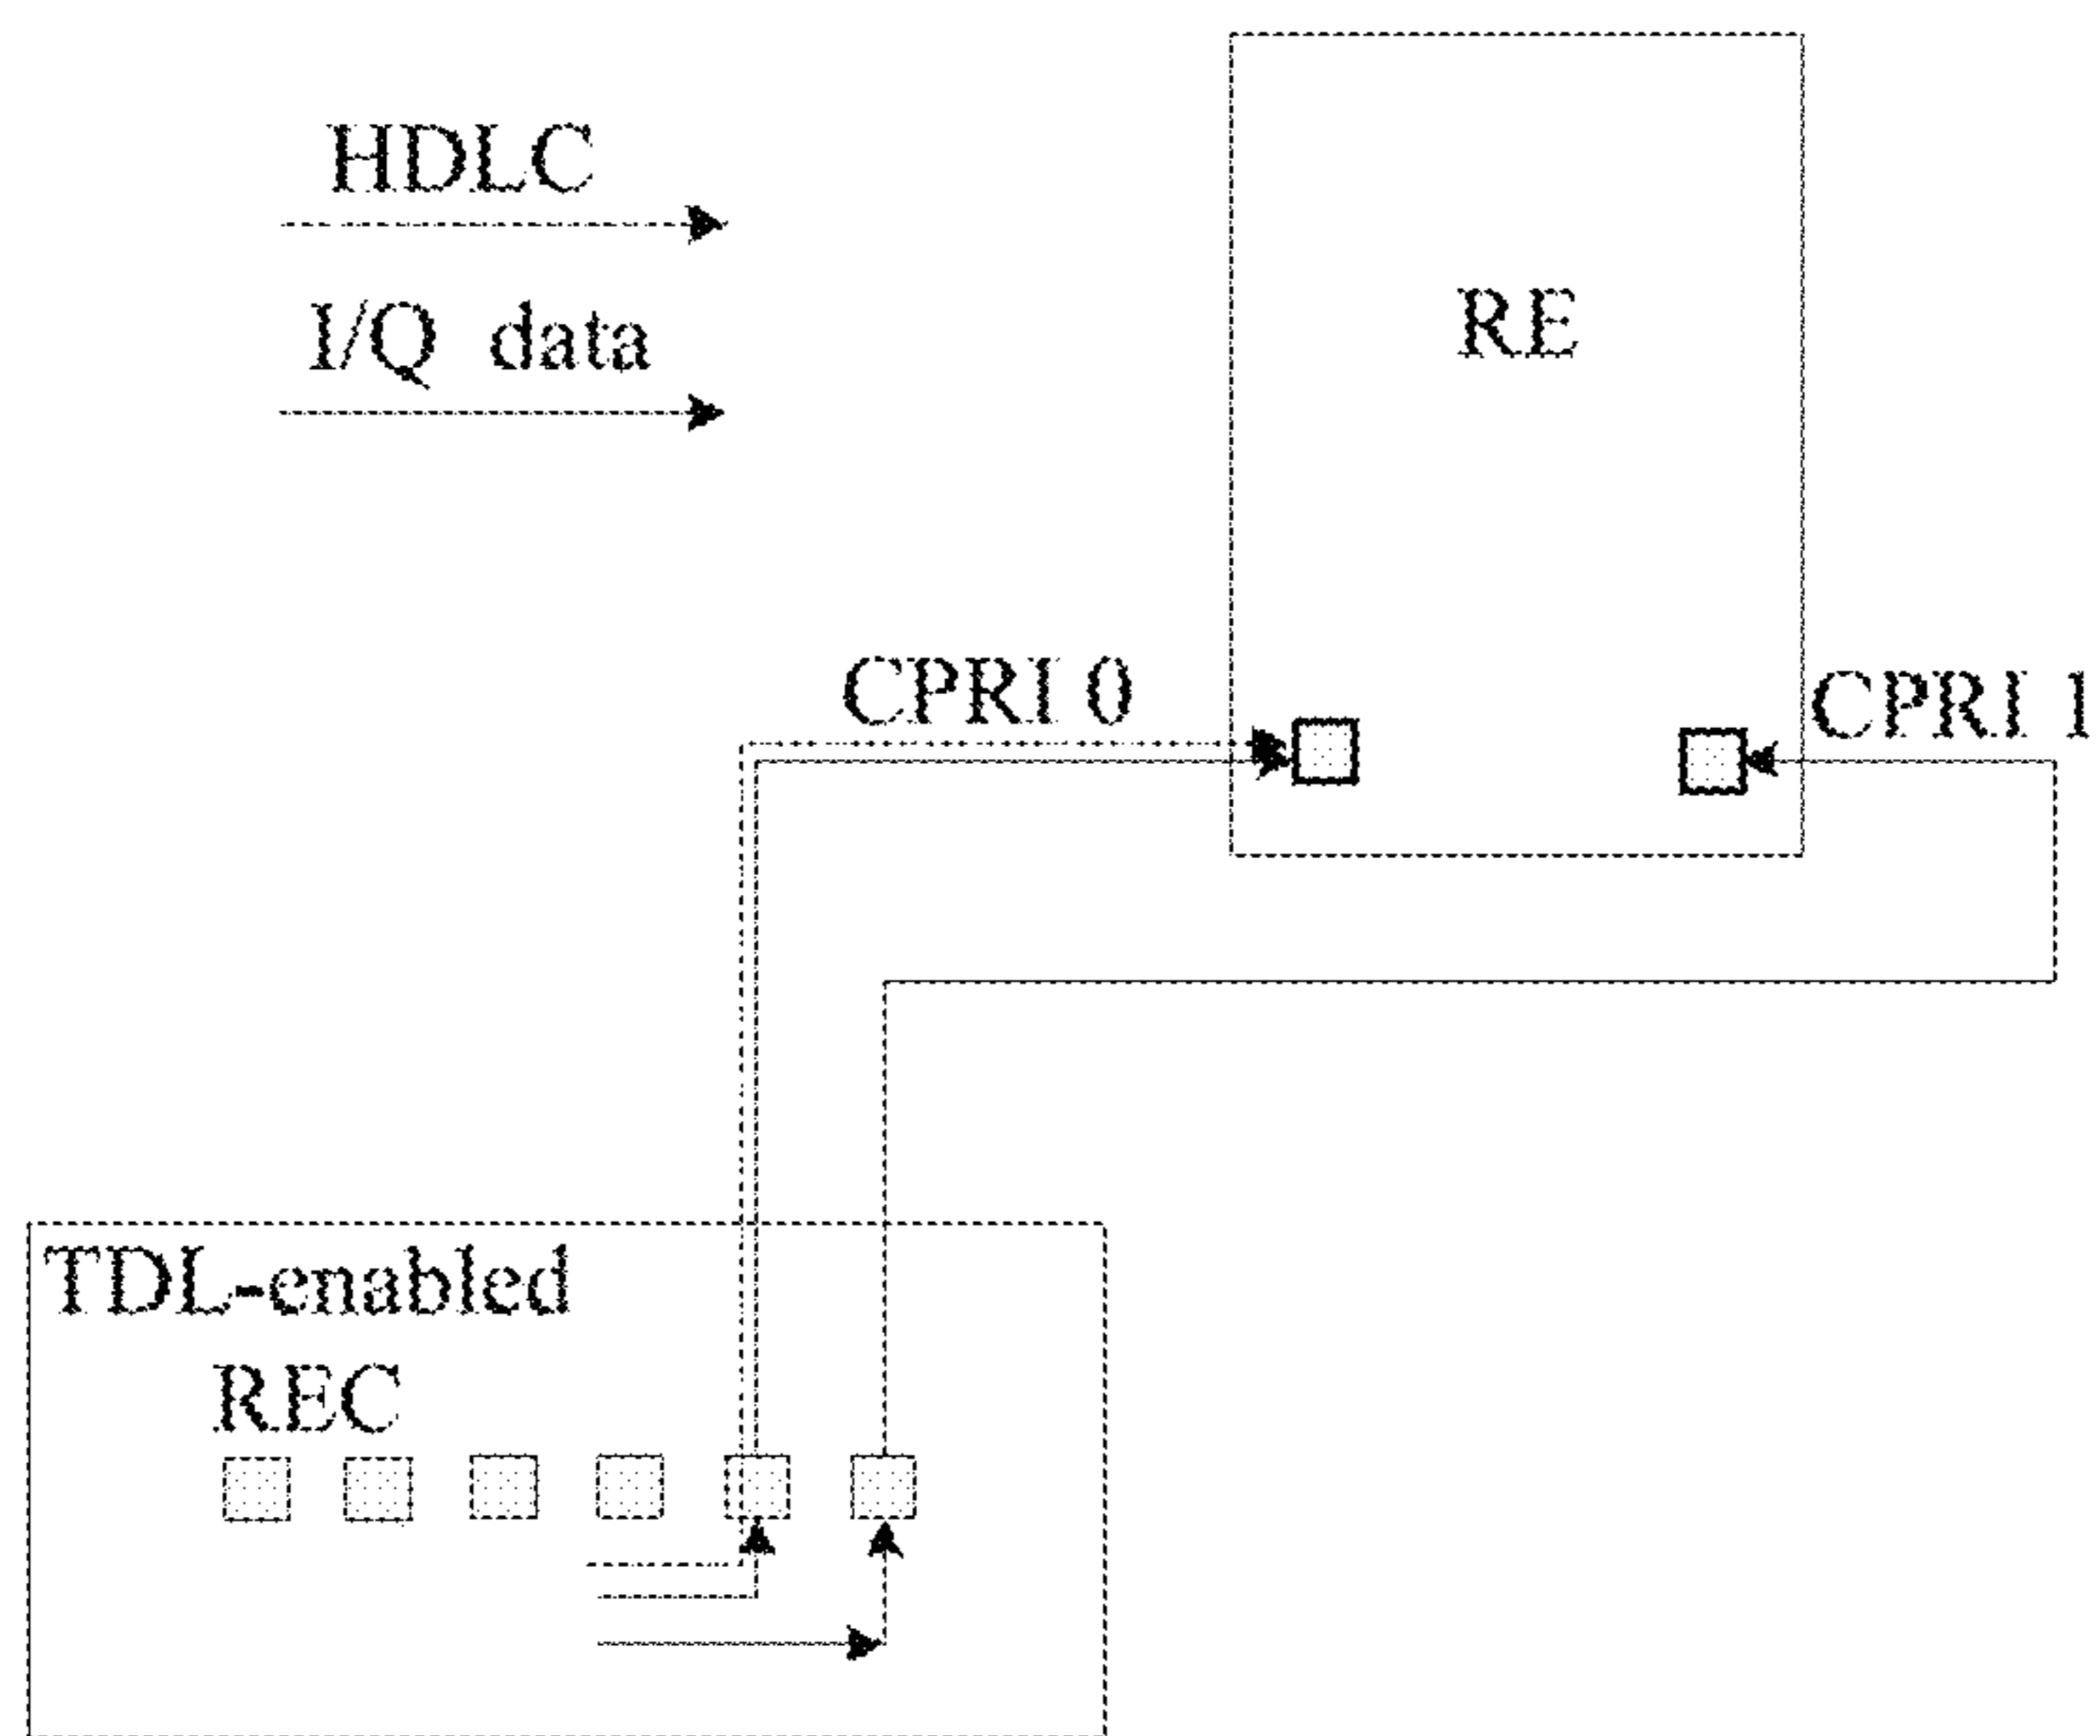 HDLC
I/Q data
RE
CPRI 0
CPRI 1
TDL-enabled
REC